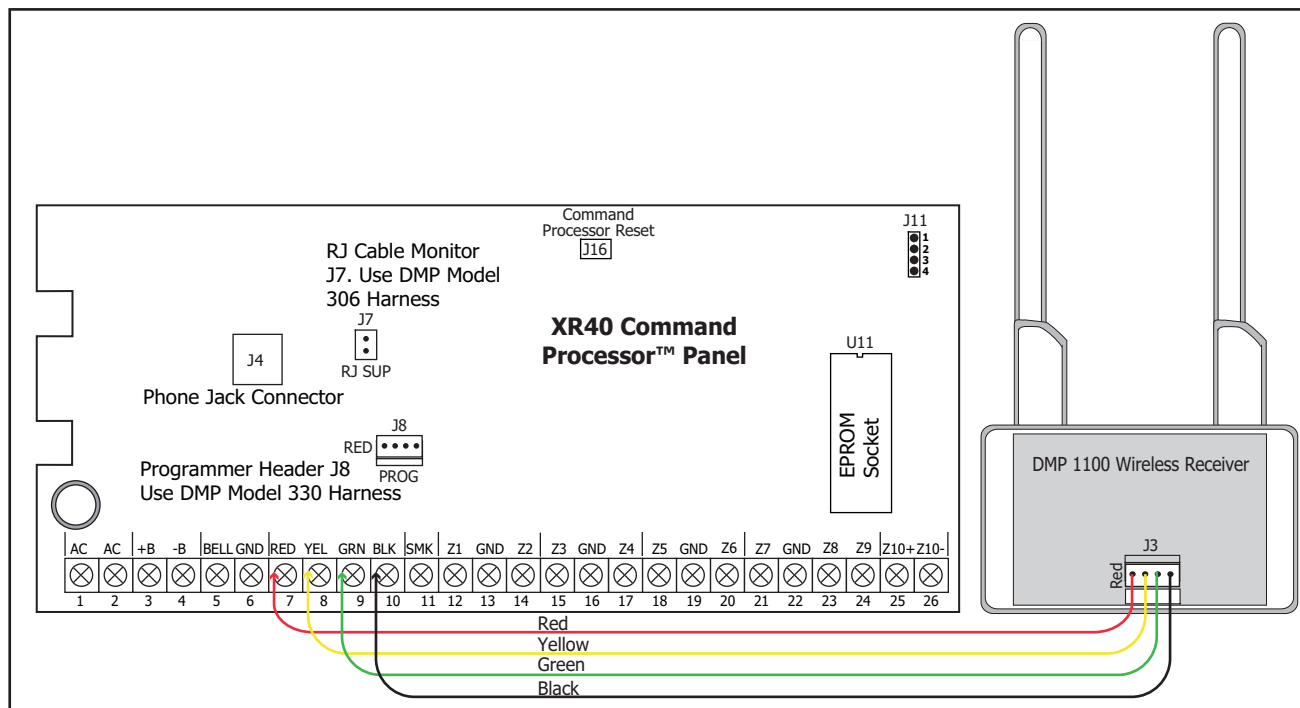 Command
Processor Reset
J16
J11
1
2
3
4
RJ Cable Monitor
J7. Use DMP Model
306 Harness
J7
RJ SUP
XR40 Command
Processor™ Panel
U11
EPROM
Socket
J4
Phone Jack Connector
J8
RED
PROG
Programmer Header J8
Use DMP Model 330 Harness
DMP 1100 Wireless Receiver
J3
Red
AC AC +B -B BELL GND RED YEL GRN BLK SMK Z1 GND Z2 Z3 GND Z4 Z5 GND Z6 Z7 GND Z8 Z9 Z10+ Z10-
1 2 3 4 5 6 7 8 9 10 11 12 13 14 15 16 17 18 19 20 21 22 23 24 25 26
Red
Yellow
Green
Black